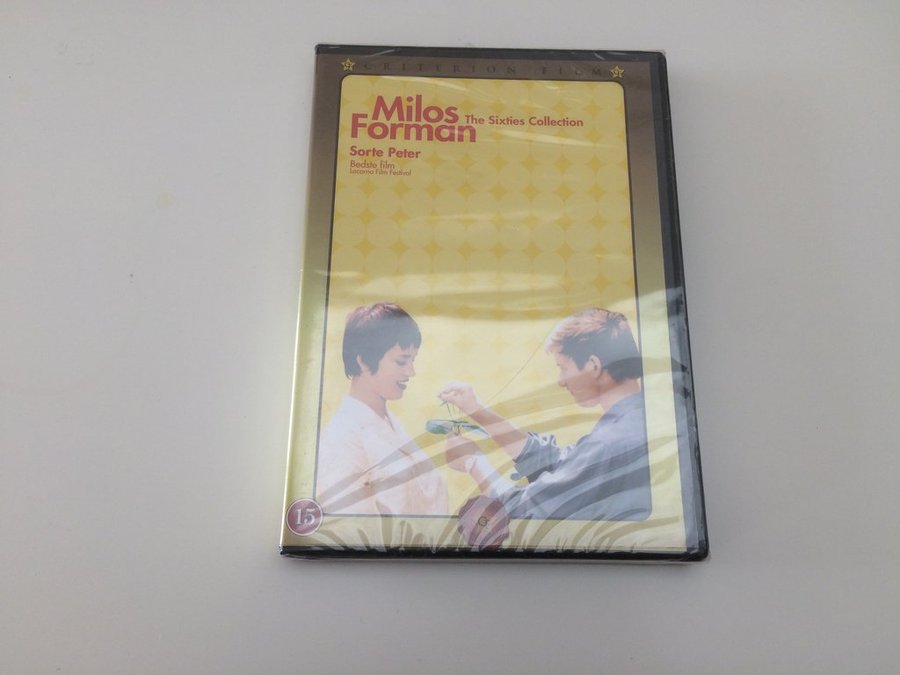 CRITERION FILM
Milos
Forman
The Sixties Collection
Sorte Peter
Bedste film
Locarno Film Festival
15